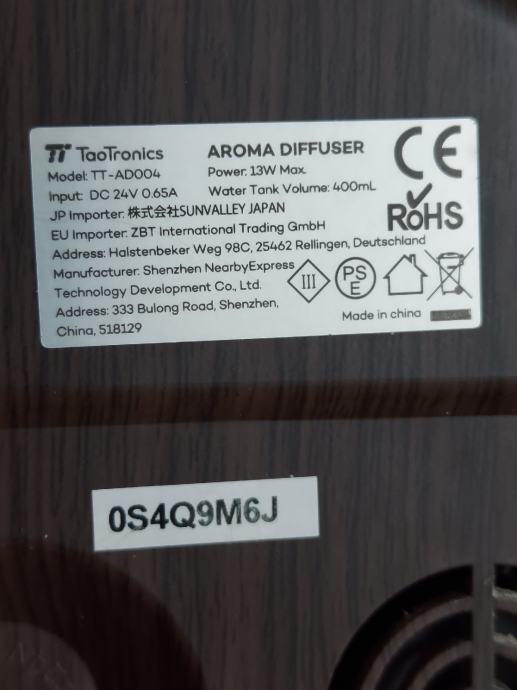 TT TaoTronics
AROMA DIFFUSER
Model: TT-AD004
Power: 13W Max.
Input: DC 24V 0.65A
Water Tank Volume: 400mL
JP Importer: 株式会社SUNVALLEY JAPAN
EU Importer: ZBT International Trading GmbH
Address: Halstenbeker Weg 98C, 25462 Rellingen, Deutschland
Manufacturer: Shenzhen NearbyExpress
Technology Development Co., Ltd.
Address: 333 Bulong Road, Shenzhen,
China, 518129
CE
RoHS
III
PS
E
Made in china
0S4Q9M6J